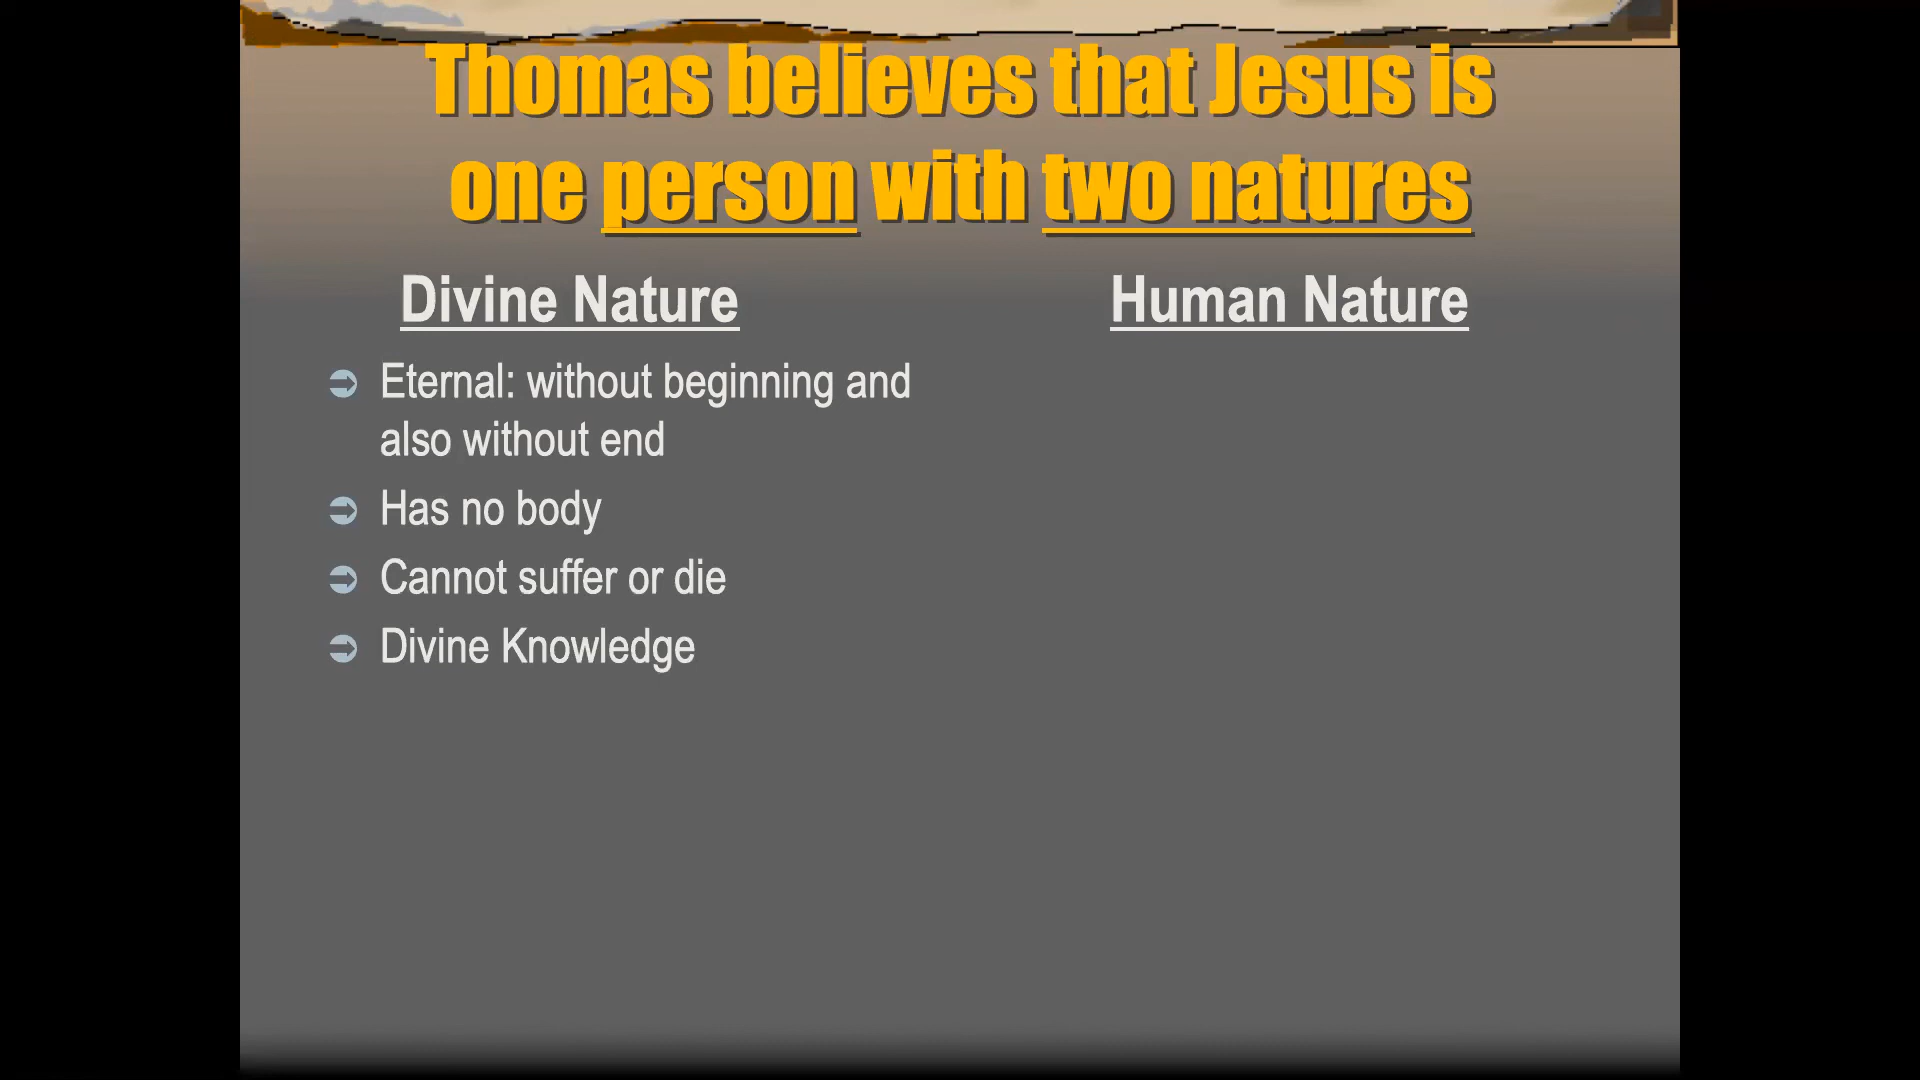 Thomas believes that Jesus is
one person with two natures
Divine Nature
Eternal: without beginning and
also without end
Has no body
Cannot suffer or die
Divine Knowledge
Human Nature